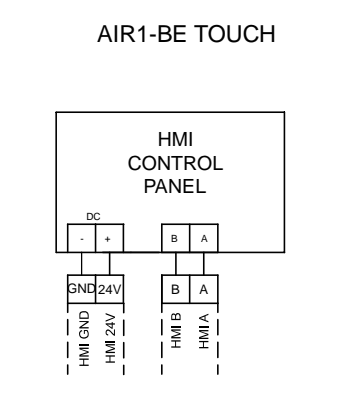 AIR1-BE TOUCH
HMI
CONTROL
PANEL
DC
- + B A
GND 24V B A
HMI GND
HMI 24V
HMI B
HMI A